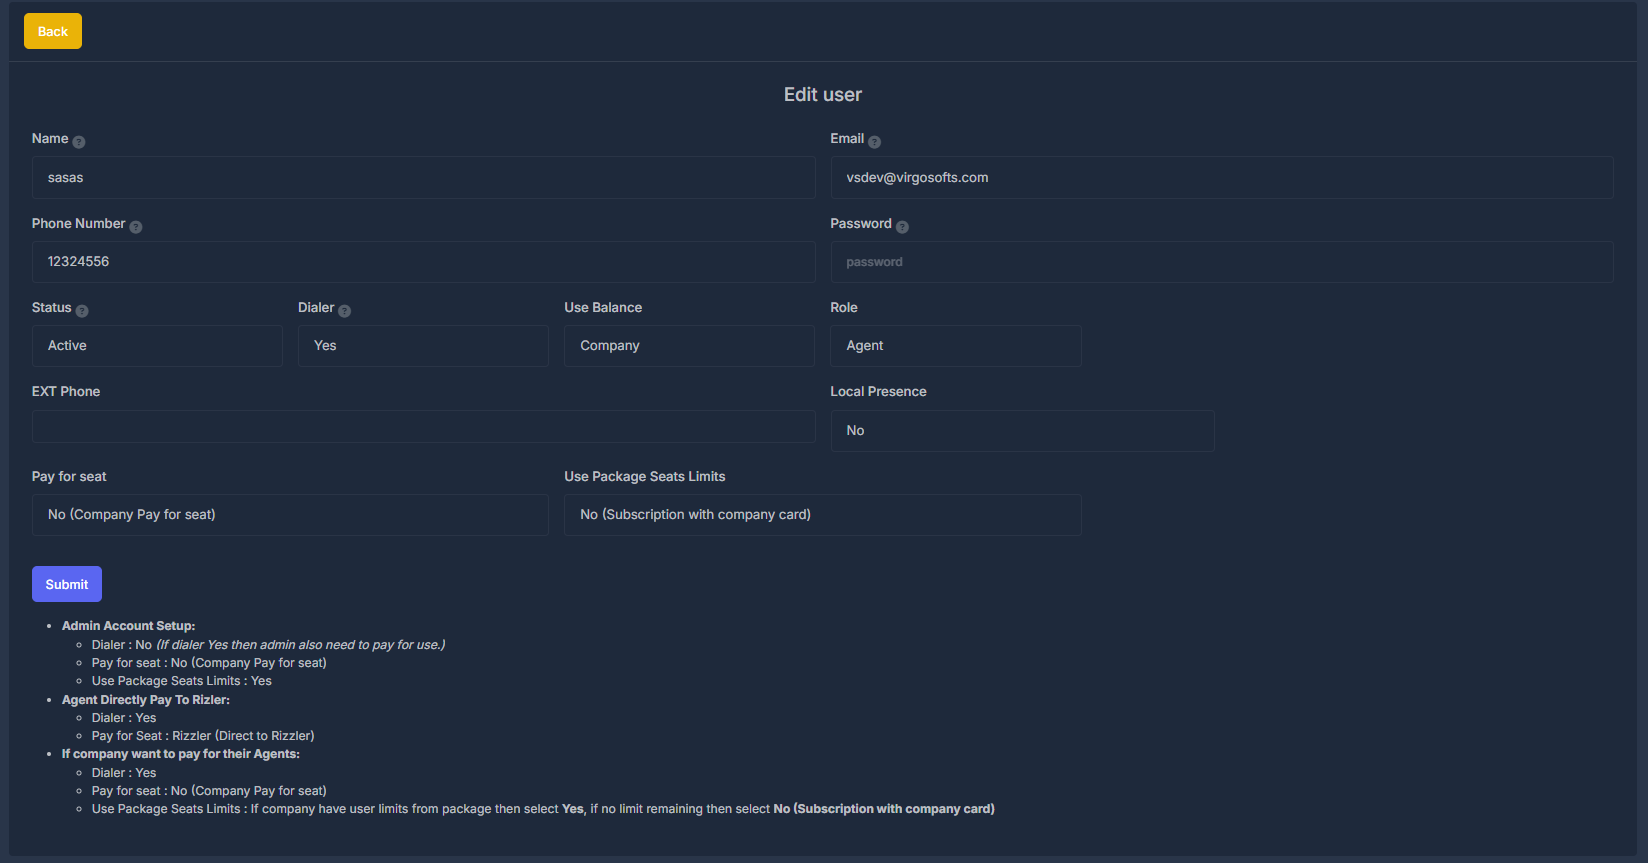 Back
Edit user
Name ?
Email ?
sasas
vsdev@virgosofts.com
Phone Number ?
Password ?
12324556
password
Status ?
Dialer ?
Use Balance
Role
Active
Yes
Company
Agent
EXT Phone
Local Presence
No
Pay for seat
Use Package Seats Limits
No (Company Pay for seat)
No (Subscription with company card)
Submit
Admin Account Setup:
Dialer : No (If dialer Yes then admin also need to pay for use.)
Pay for seat : No (Company Pay for seat)
Use Package Seats Limits : Yes
Agent Directly Pay To Rizler:
Dialer : Yes
Pay for Seat : Rizzler (Direct to Rizzler)
If company want to pay for their Agents:
Dialer : Yes
Pay for seat : No (Company Pay for seat)
Use Package Seats Limits : If company have user limits from package then select Yes, if no limit remaining then select No (Subscription with company card)